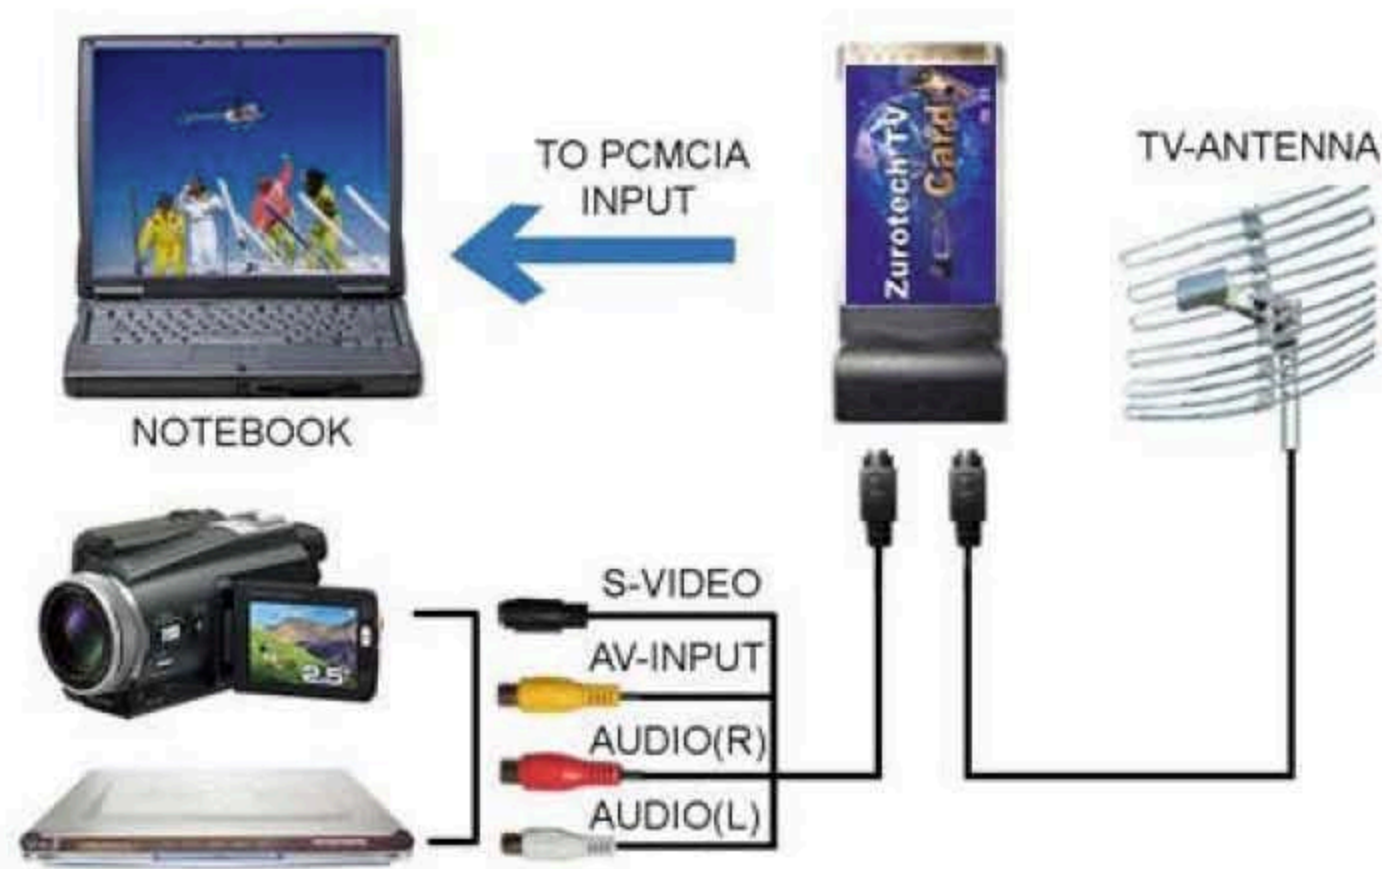 TO PCMCIA
INPUT
Zurotech TV
Card
TV-ANTENNA
NOTEBOOK
S-VIDEO
2.5"
AV-INPUT
AUDIO(R)
AUDIO(L)